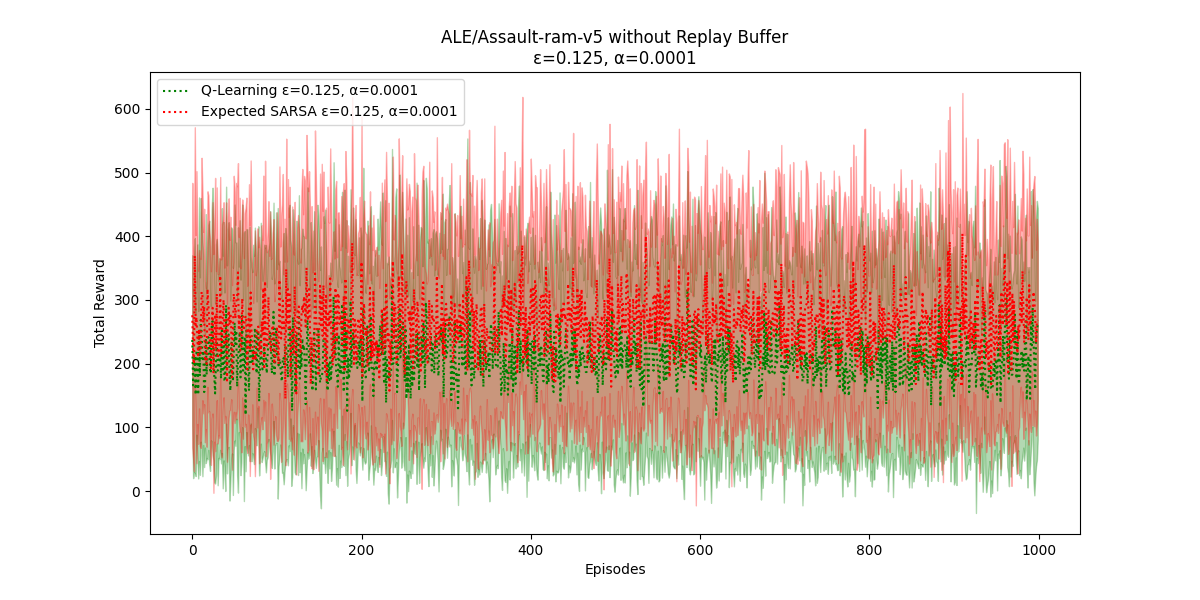 ALE/Assault-ram-v5 without Replay Buffer
ε=0.125, α=0.0001
Q-Learning ε=0.125, α=0.0001
Expected SARSA ε=0.125, α=0.0001
Total Reward
600
500
400
300
200
100
0
0 200 400 600 800 1000
Episodes